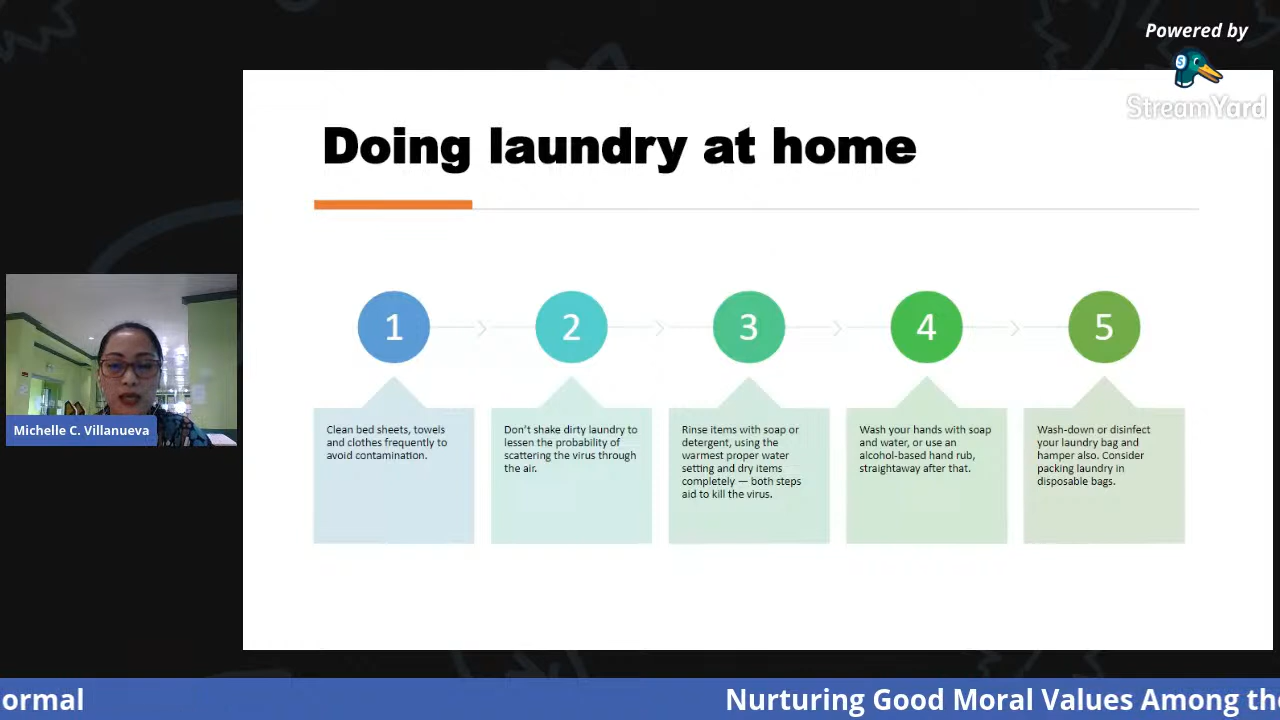 Powered by
StreamYard
Doing laundry at home
1
2
3
4
5
Clean bed sheets, towels
and clothes frequently to
avoid contamination.
Don't shake dirty laundry to
lessen the probability of
scattering the virus through
the air.
Rinse items with soap or
detergent, using the
warmest proper water
setting and dry items
completely — both steps
aid to kill the virus.
Wash your hands with soap
and water, or use an
alcohol-based hand rub,
straightaway after that.
Wash-down or disinfect
your laundry bag and
hamper also. Consider
packing laundry in
disposable bags.
Michelle C. Villanueva
ormal
Nurturing Good Moral Values Among the